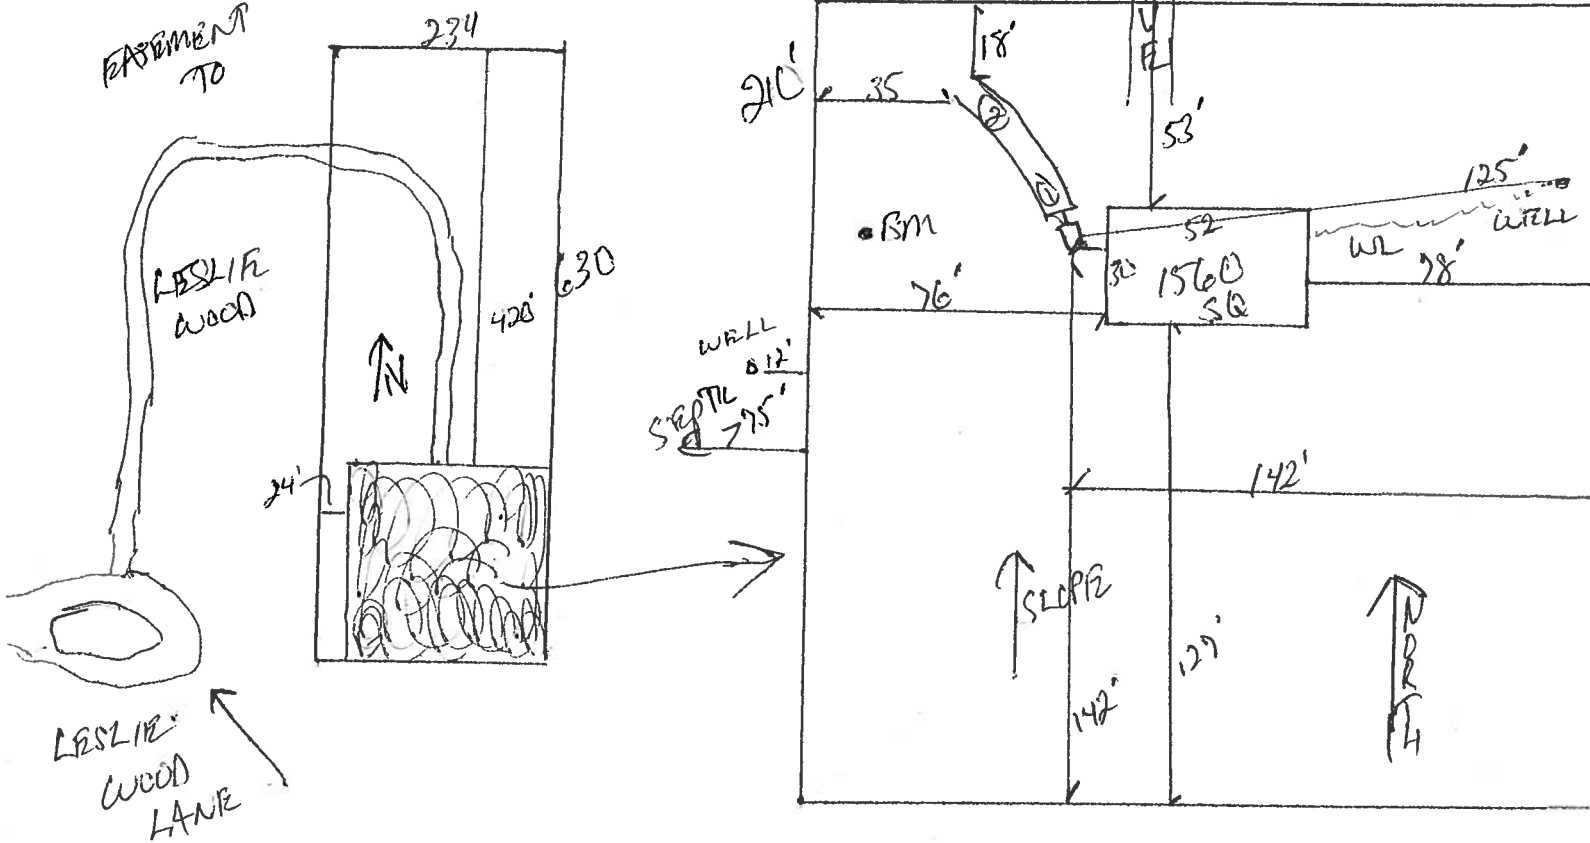 EASEMENT
TO
234
LESLIE
WOOD
N
420'
630
24'
LESLIE
WOOD
LANE
210'
18'
35
2
1
53'
BM
76'
52
30
1560
SQ
125'
WELL
WL
78'
WELL
12'
SEPTIC
75'
142'
SLOPE
142'
127'
NORTH